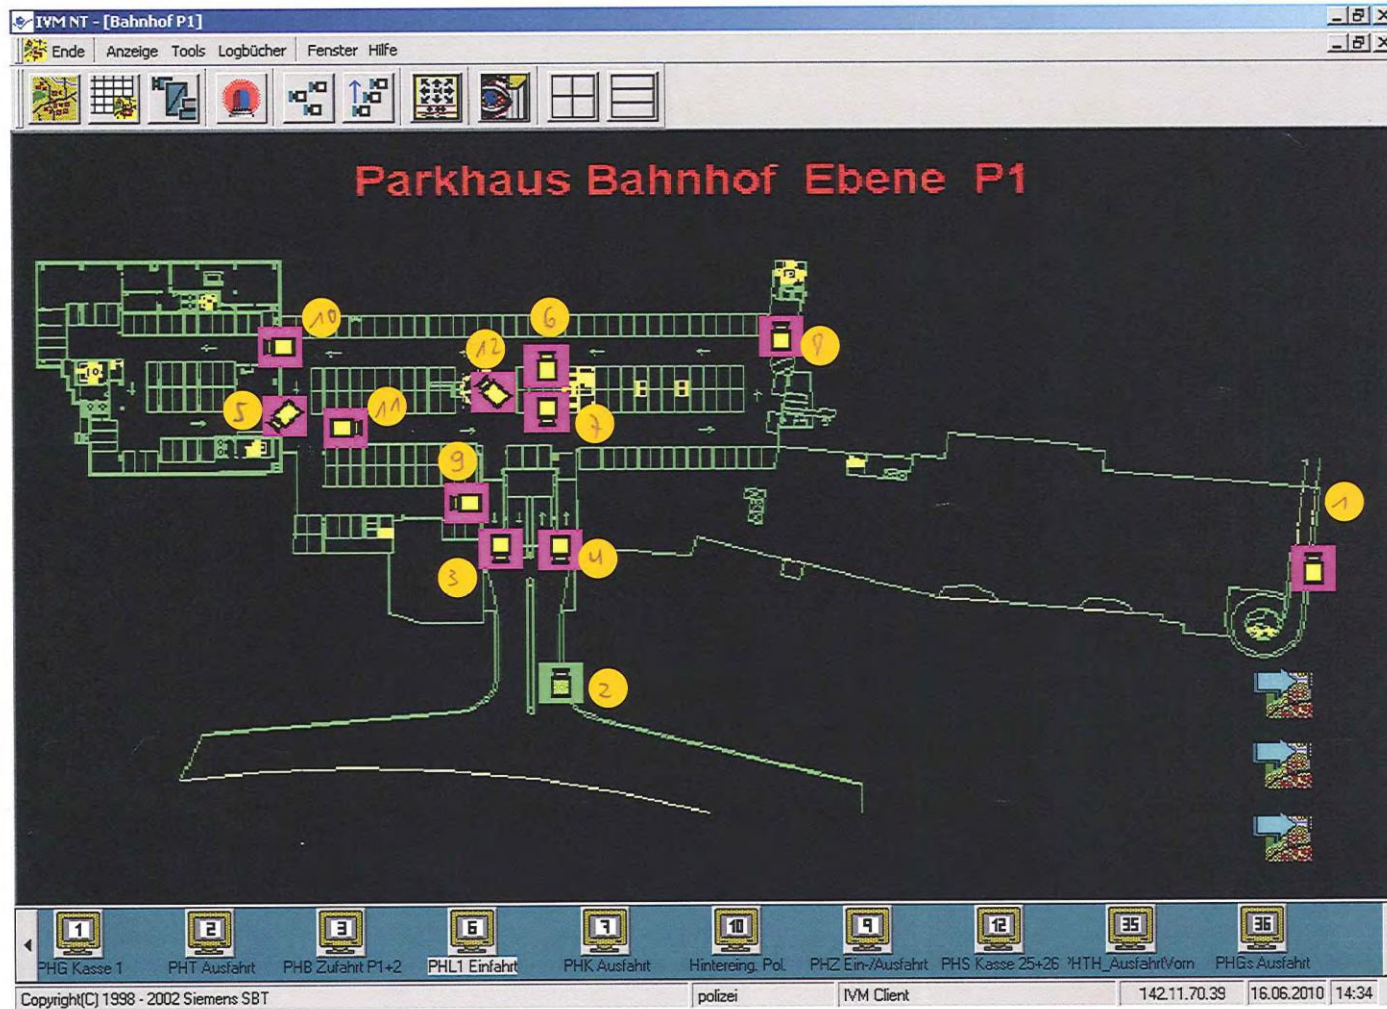 IVM NT - [Bahnhof P1]
Ende Anzeige Tools Logbücher Fenster Hilfe
Parkhaus Bahnhof Ebene P1
10
6
12
8
5
11
7
9
1
3
4
2
1 2 3 6 7 10 9 12 35 36
PHG Kasse 1 PHT Ausfahrt PHB Zufahrt P1+2 PHL1 Einfahrt PHK Ausfahrt Hintereing. Pol. PHZ Ein-/Ausfahrt PHS Kasse 25+26 PHTH_AusfahrtVorn PHGs Ausfahrt
Copyright(C) 1998 - 2002 Siemens SBT polizei IVM Client 142.11.70.39 16.06.2010 14:34